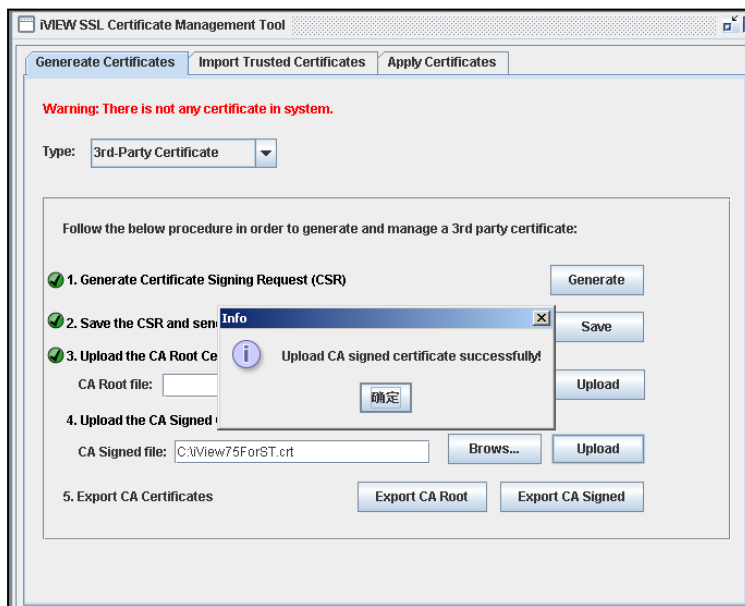 iVIEW SSL Certificate Management Tool
Genereate Certificates
Import Trusted Certificates
Apply Certificates
Warning: There is not any certificate in system.
Type: 3rd-Party Certificate
Follow the below procedure in order to generate and manage a 3rd party certificate:
1. Generate Certificate Signing Request (CSR)
Generate
2. Save the CSR and
Save
Info
Upload CA signed certificate successfully!
确定
3. Upload the CA Root
CA Root file:
Upload
4. Upload the CA Signed
CA Signed file: C:\iView75ForST.crt
Brows...
Upload
5. Export CA Certificates
Export CA Root
Export CA Signed